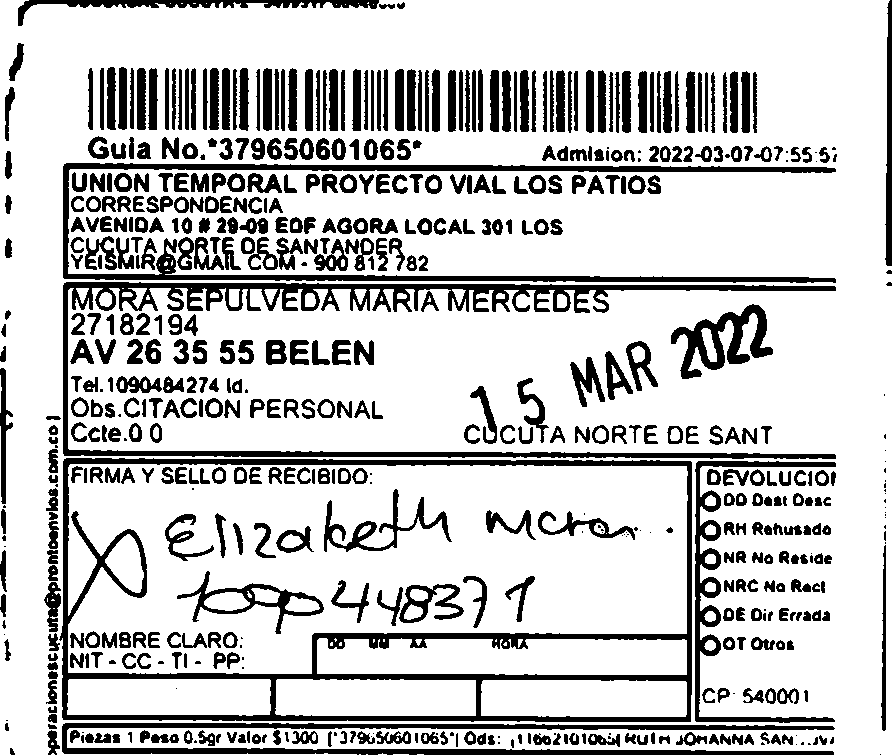 Guia No.*379650601065*
Admision: 2022-03-07-07:55:57
UNION TEMPORAL PROYECTO VIAL LOS PATIOS
CORRESPONDENCIA
AVENIDA 10 # 29-09 EDF AGORA LOCAL 301 LOS
CUCUTA NORTE DE SANTANDER
YEISMIR@GMAIL COM - 900 812 782
MORA SEPULVEDA MARIA MERCEDES
27182194
AV 26 35 55 BELEN
Tel.1090484274 Id.
Obs.CITACION PERSONAL
Ccte.0 0
15 MAR 2022
CUCUTA NORTE DE SANT
FIRMA Y SELLO DE RECIBIDO:
Elizabeth Mora
NOMBRE CLARO:
NIT - CC - TI - PP:
DD MM AA HORA
DEVOLUCION
DD Dest Desc
RH Rehusado
NR No Reside
NRC No Recl
DE Dir Errada
OT Otros
CP: 540001
Piezas 1 Peso 0.5gr Valor $1300 [*379650601065*] Ods: RUTH JOHANNA SAN
operacionescucuta@prontoenvios.com.co